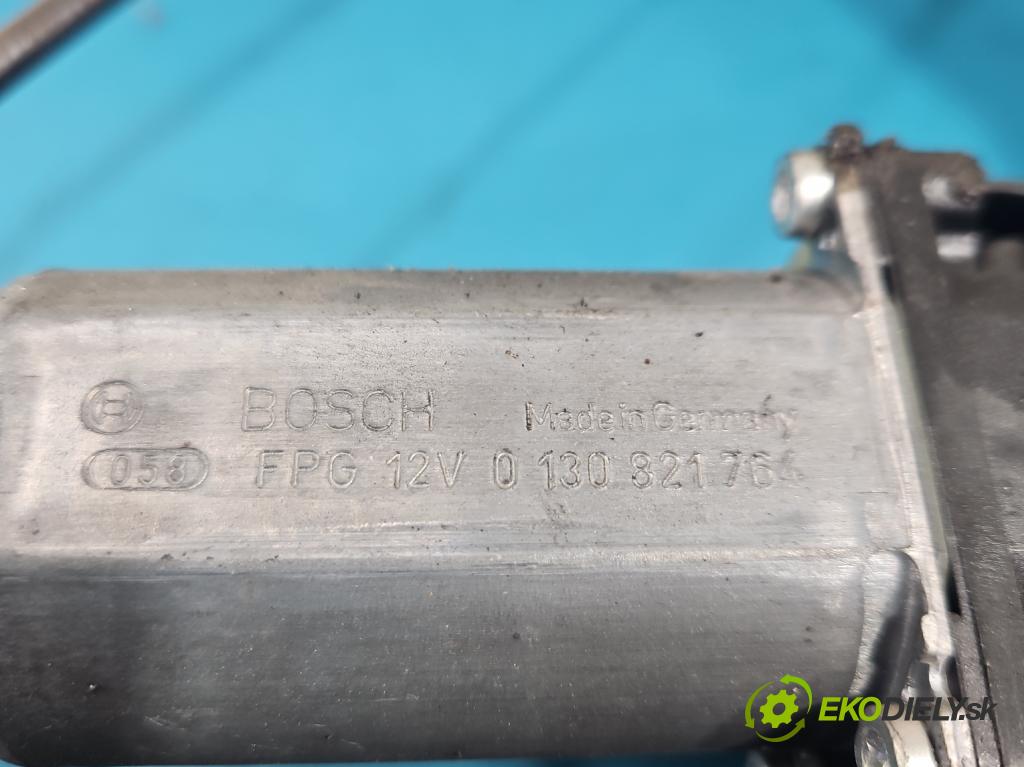 BOSCH Made in Germany
058 FPG 12V 0 130 821 764
EKODIELY.sk